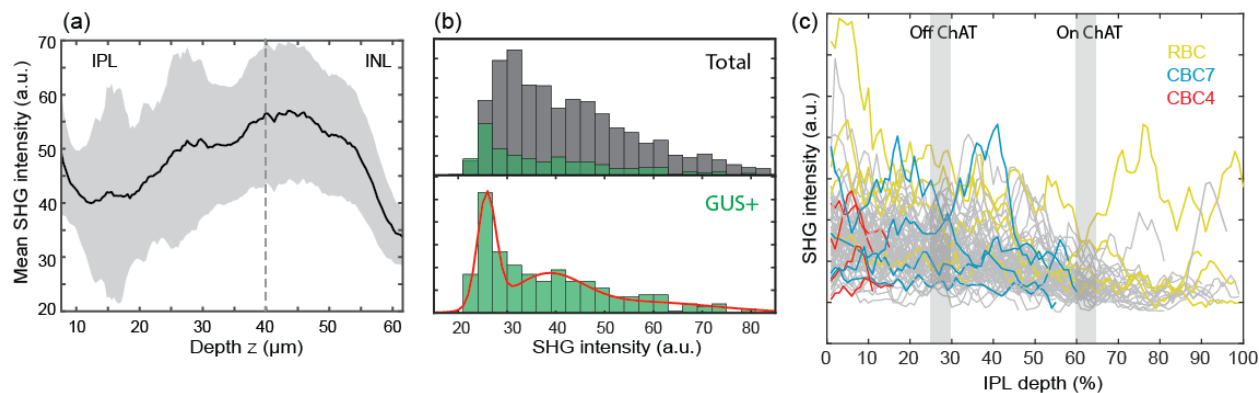 (a)
Mean SHG intensity (a.u.)
70
60
50
40
30
20
IPL
INL
10
20
30
40
50
60
Depth z (µm)
(b)
Total
GUS+
20
30
40
50
60
70
80
SHG intensity (a.u.)
(c)
SHG intensity (a.u.)
Off ChAT
On ChAT
RBC
CBC7
CBC4
0
10
20
30
40
50
60
70
80
90
100
IPL depth (%)